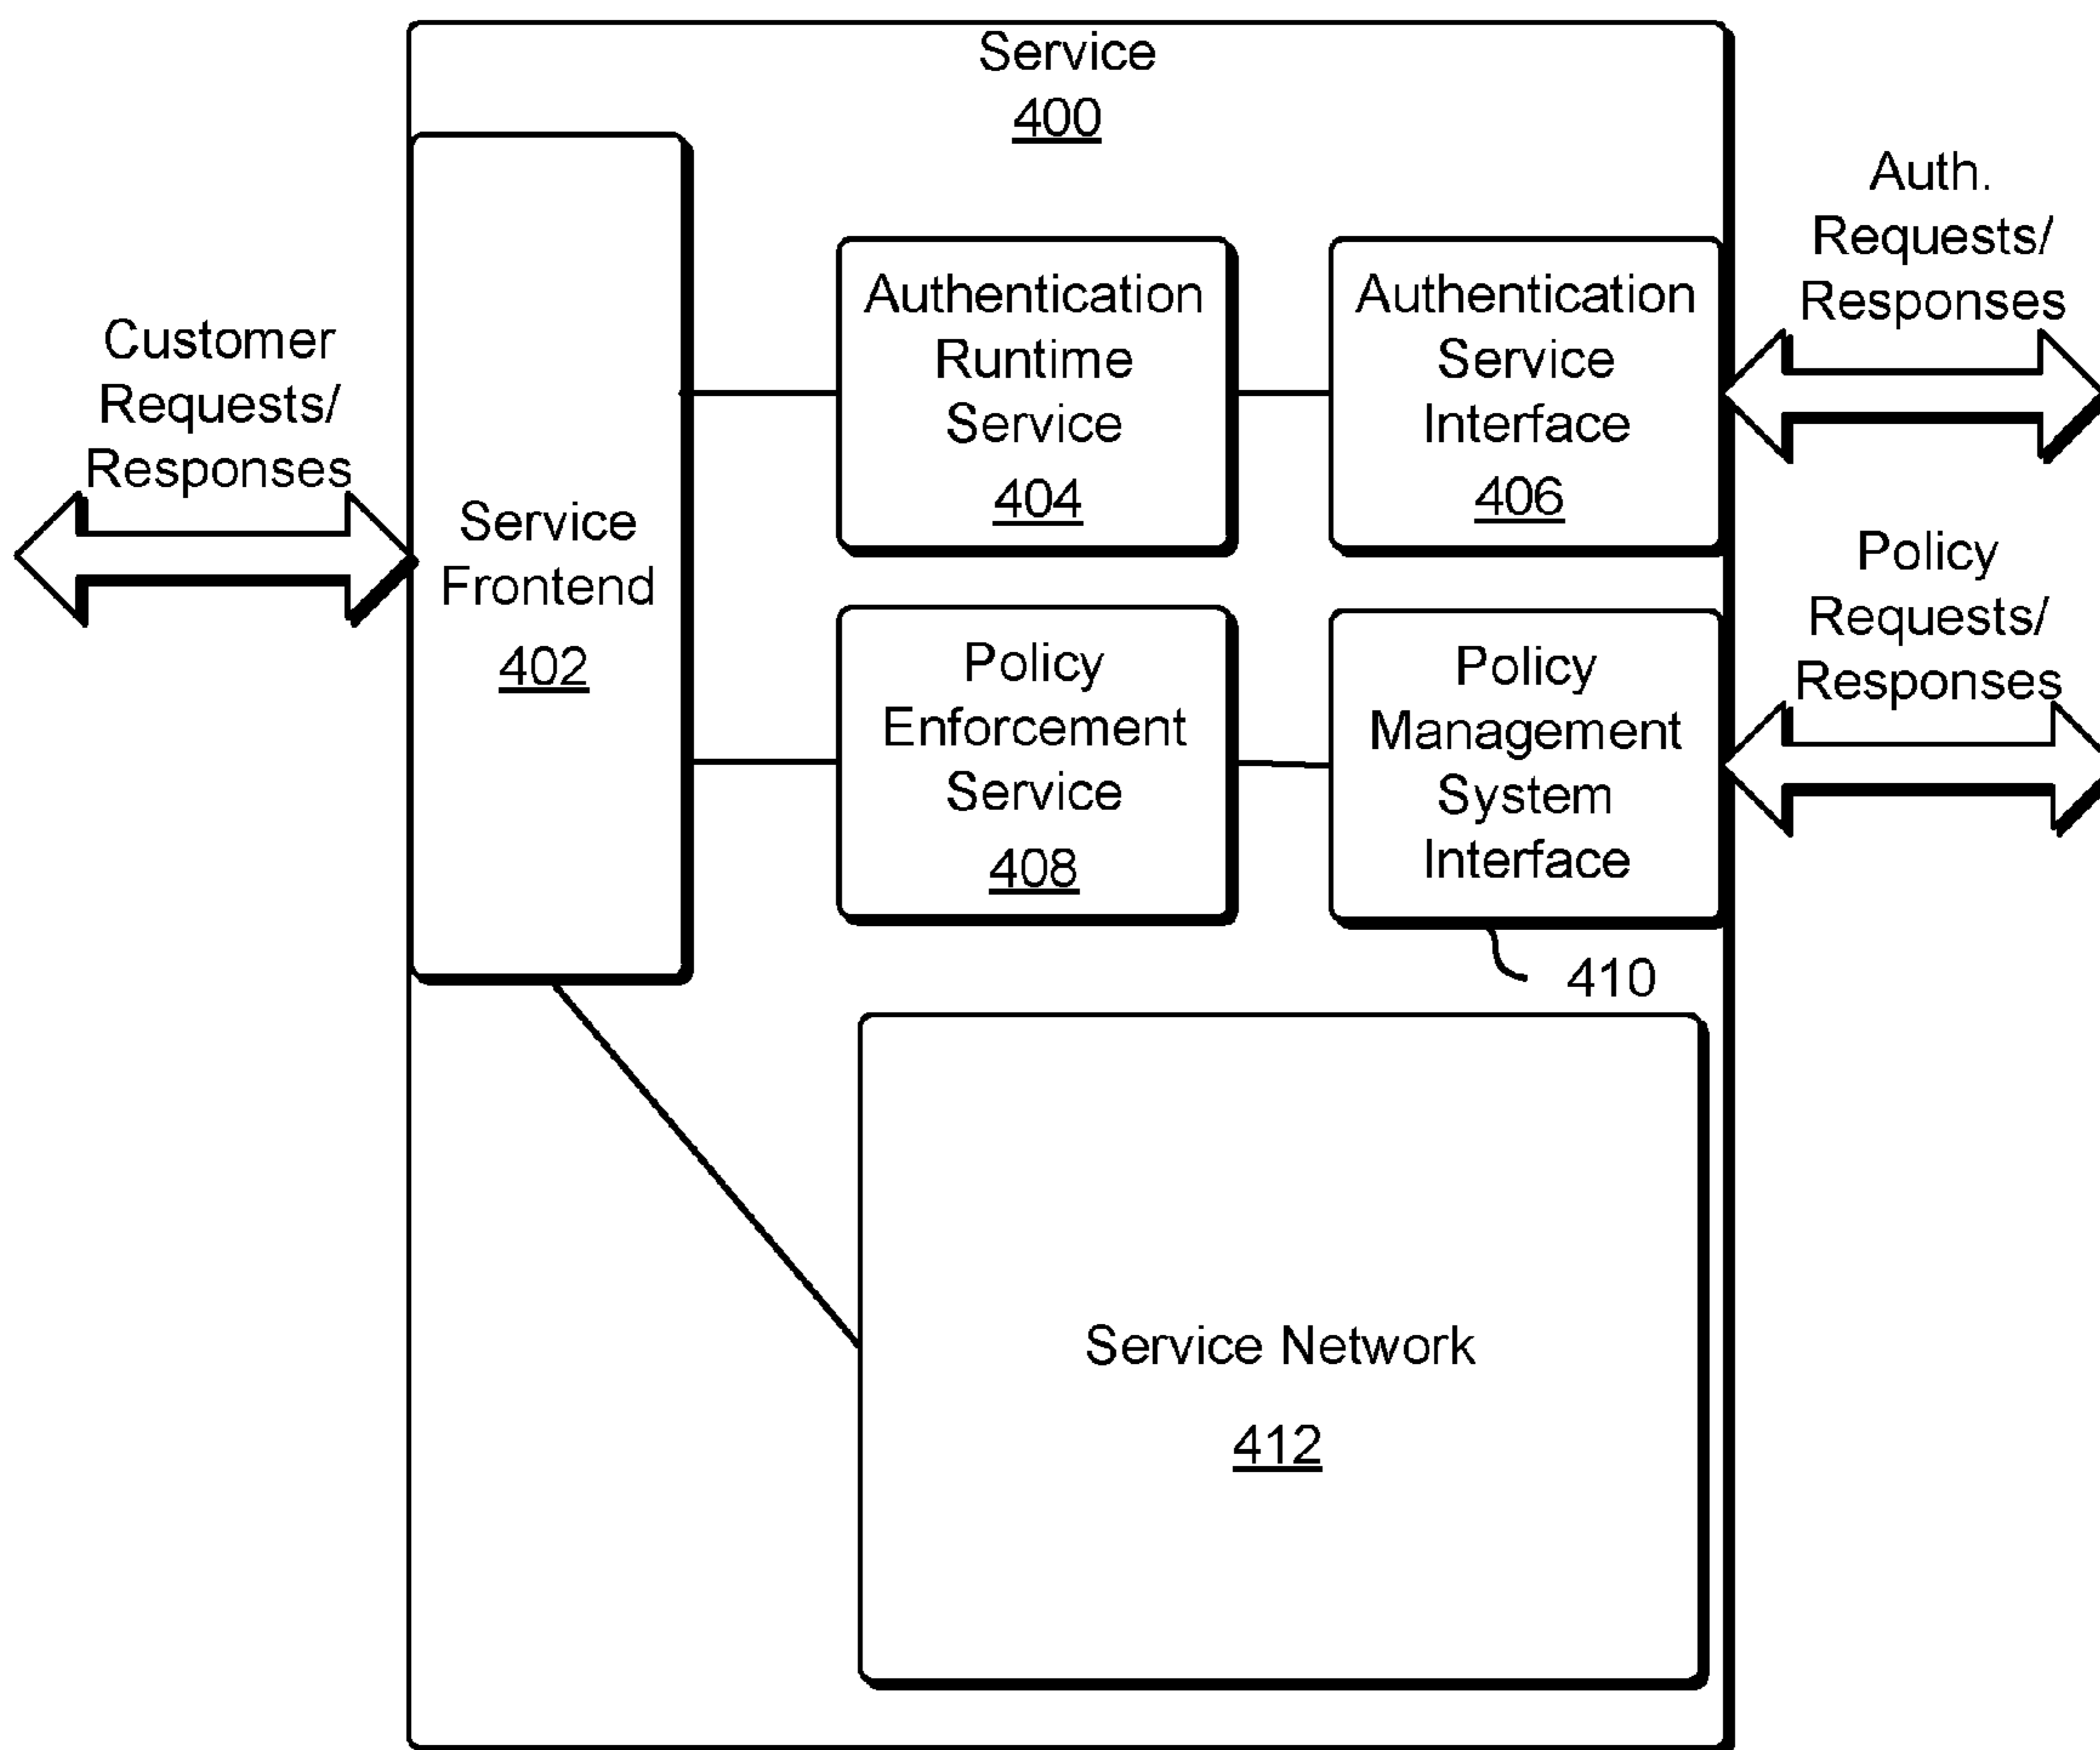 Service
400
Customer
Requests/
Responses
Service
Frontend
402
Authentication
Runtime
Service
404
Authentication
Service
Interface
406
Auth.
Requests/
Responses
Policy
Enforcement
Service
408
Policy
Management
System
Interface
410
Policy
Requests/
Responses
Service Network
412